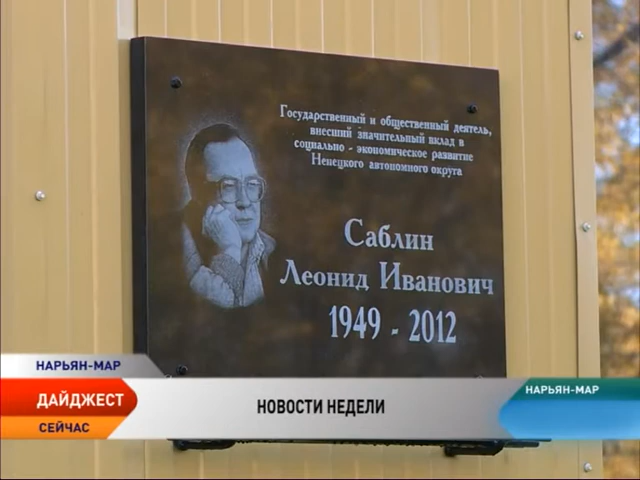 Государственный и общественный деятель,
внесший значительный вклад в
социально - экономическое развитие
Ненецкого автономного округа
Саблин
Леонид Иванович
1949 - 2012
НАРЬЯН-МАР
ДАЙДЖЕСТ
СЕЙЧАС
НОВОСТИ НЕДЕЛИ
НАРЬЯН-МАР